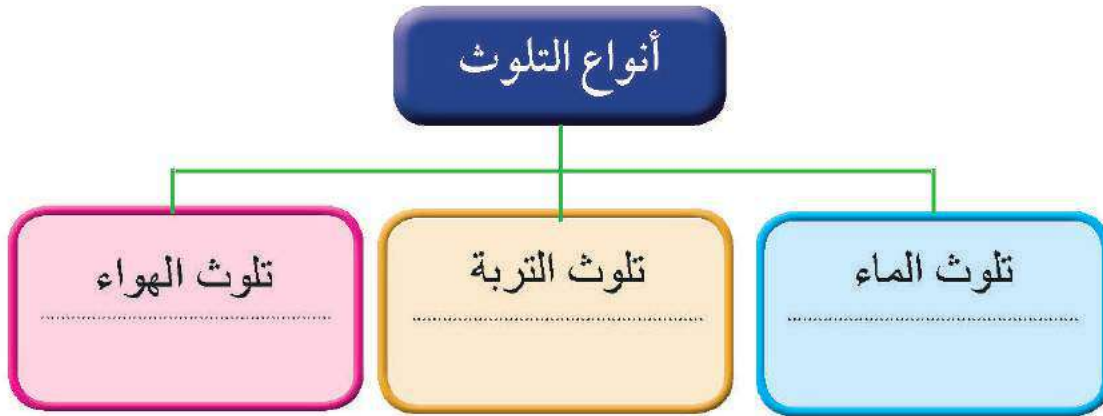 أنواع التلوث
تلوث الماء
تلوث التربة
تلوث الهواء